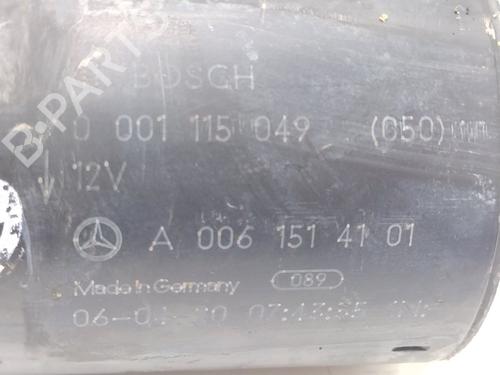 BOSCH
0 001 115 049 (050)
12V
A 006 151 41 01
Made in Germany 089
B-Parts